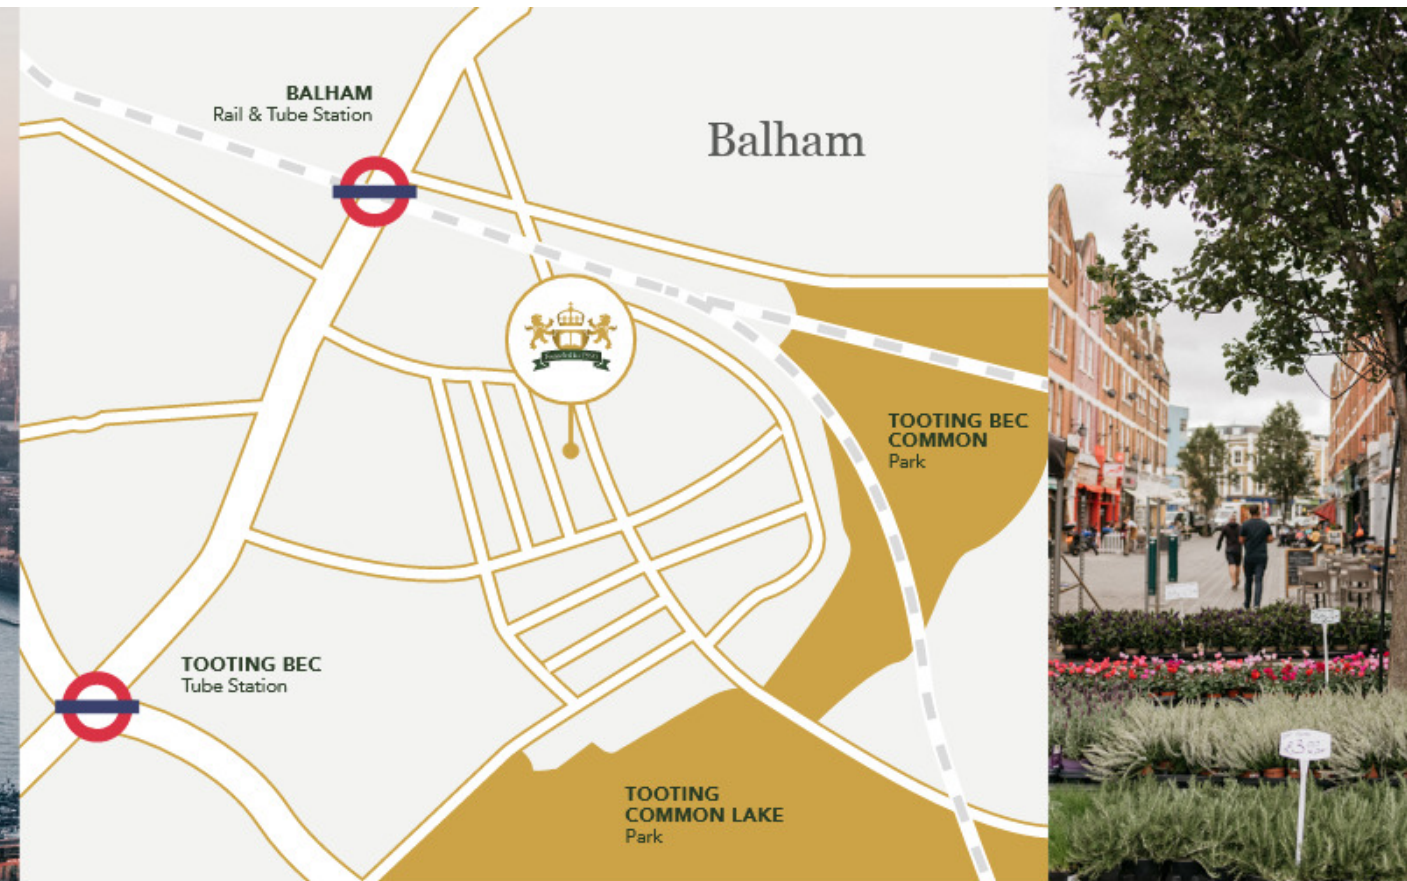 BALHAM
Rail & Tube Station
Balham
TOOTING BEC
COMMON
Park
TOOTING BEC
Tube Station
TOOTING
COMMON LAKE
Park